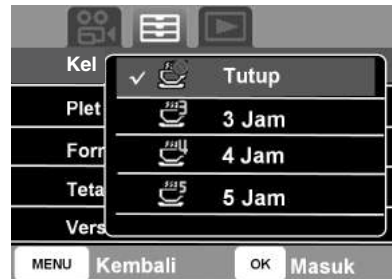 Kel
Tutup
Plet
3 Jam
Forr
4 Jam
Teta
5 Jam
Vers
MENU Kembali OK Masuk